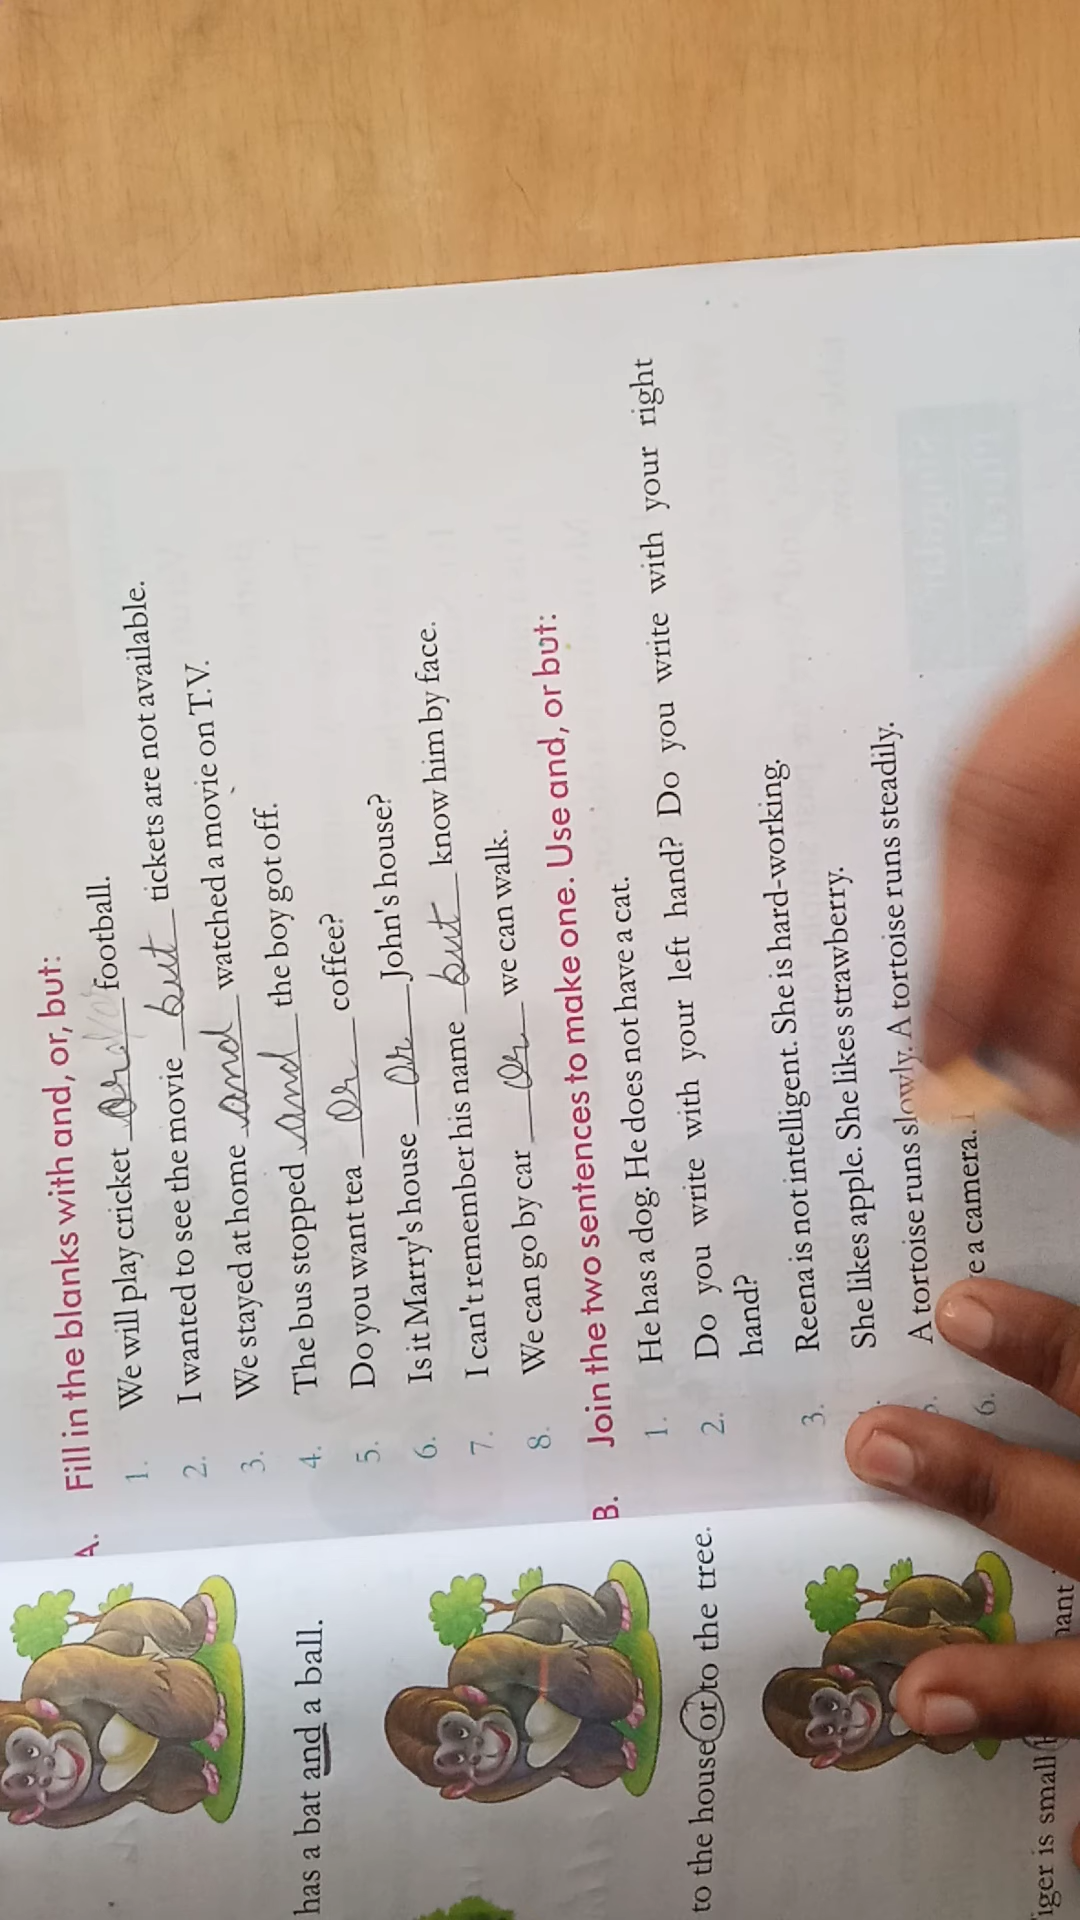 A. Fill in the blanks with and, or, but:
1. We will play cricket or football.
2. I wanted to see the movie but tickets are not available.
3. We stayed at home and watched a movie on T.V.
4. The bus stopped and the boy got off.
5. Do you want tea or coffee?
6. Is it Marry's house or John's house?
7. I can't remember his name but know him by face.
8. We can go by car or we can walk.
B. Join the two sentences to make one. Use and, or but:
1. He has a dog. He does not have a cat.
2. Do you write with your left hand? Do you write with your right
hand?
3. Reena is not intelligent. She is hard-working.
She likes apple. She likes strawberry.
A tortoise runs slowly. A tortoise runs steadily.
6. a camera.
has a bat and a ball.
to the house or to the tree.
is small